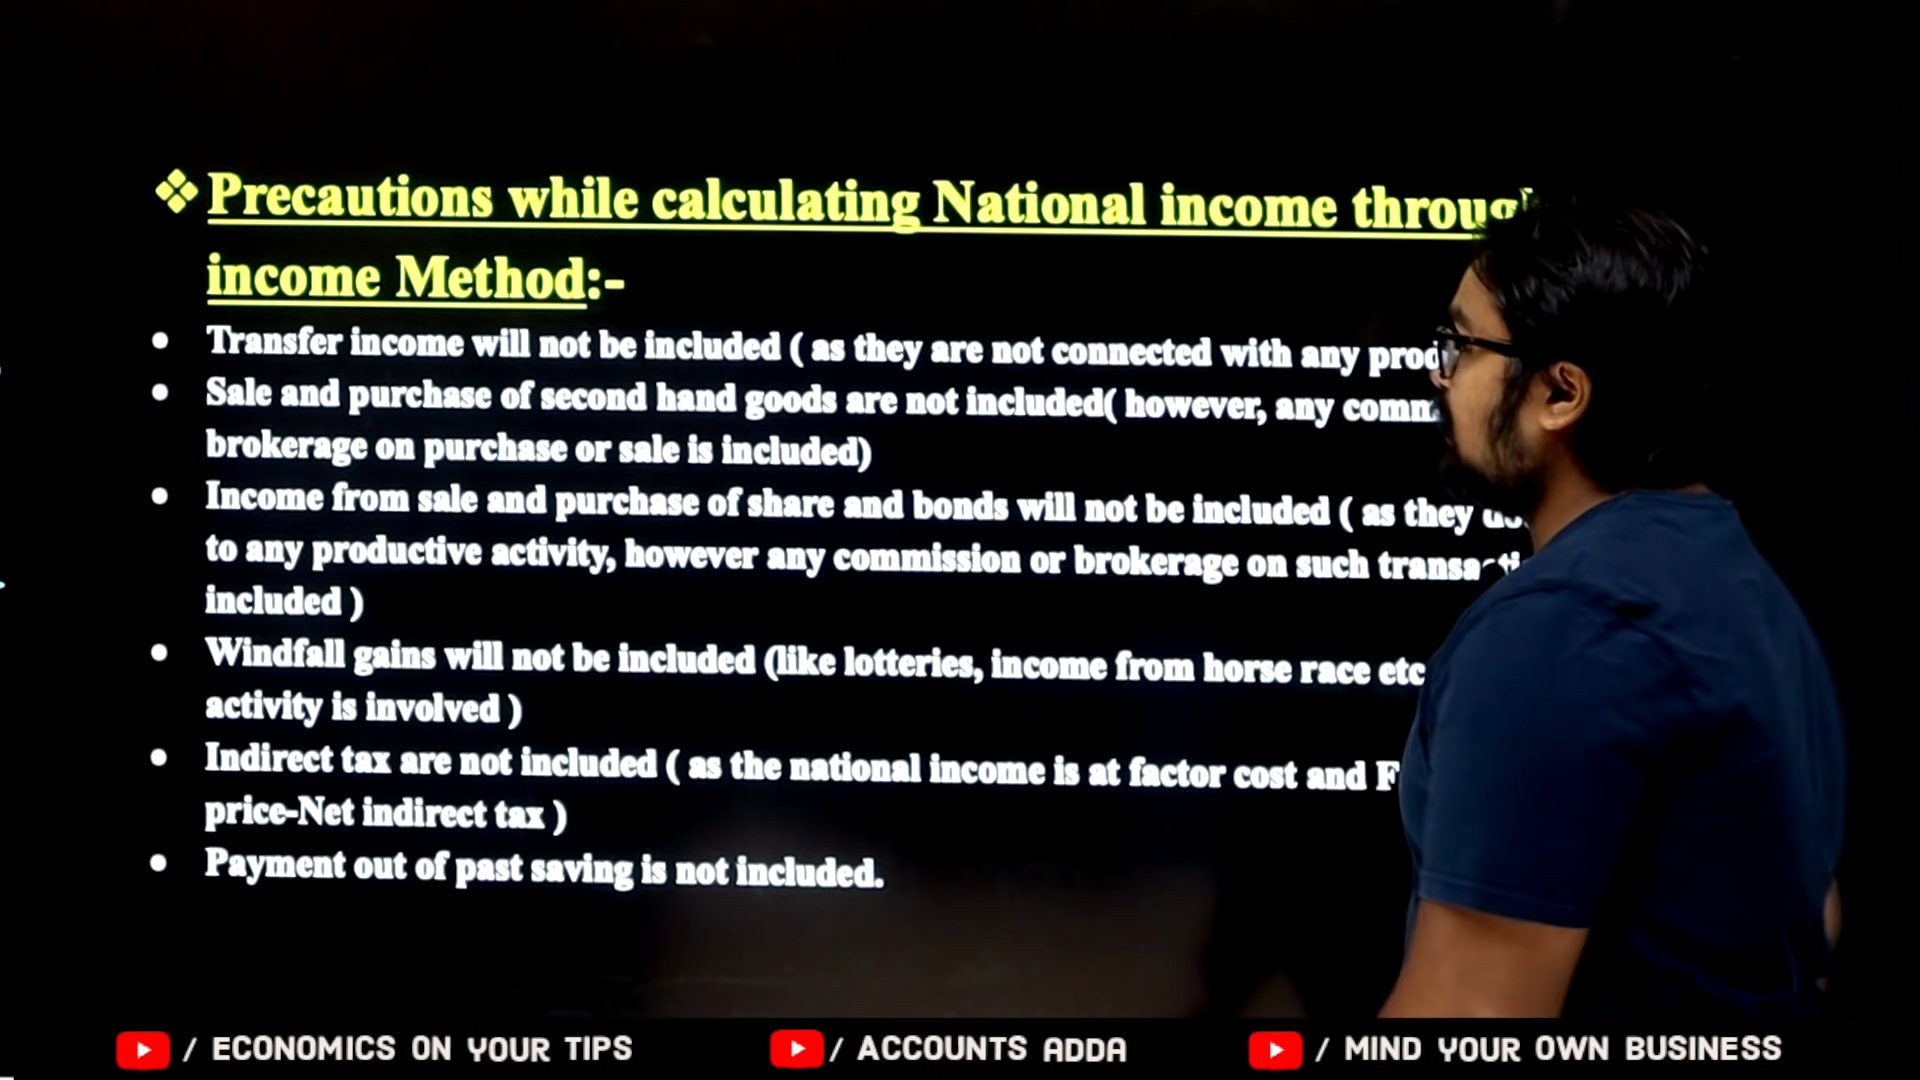 ❖Precautions while calculating National income through
income Method:-
• Transfer income will not be included ( as they are not connected with any
• Sale and purchase of second hand goods are not included( however, any
brokerage on purchase or sale is included)
• Income from sale and purchase of share and bonds will not be included ( as they
to any productive activity, however any commission or brokerage on such
included )
• Windfall gains will not be included (like lotteries, income from horse race etc
activity is involved )
• Indirect tax are not included ( as the national income is at factor cost and
price-Net indirect tax )
• Payment out of past saving is not included.
/ ECONOMICS ON YOUR TIPS
/ ACCOUNTS ADDA
/ MIND YOUR OWN BUSINESS